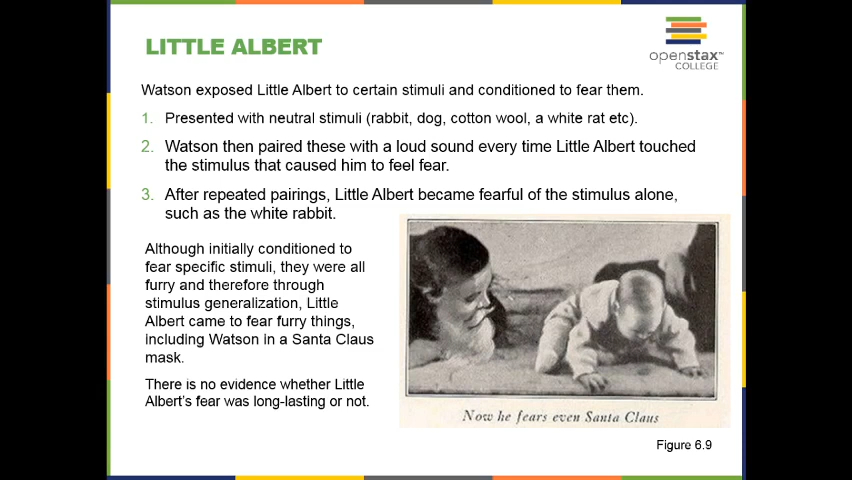 LITTLE ALBERT
openstax™
COLLEGE
Watson exposed Little Albert to certain stimuli and conditioned to fear them.
1. Presented with neutral stimuli (rabbit, dog, cotton wool, a white rat etc).
2. Watson then paired these with a loud sound every time Little Albert touched
the stimulus that caused him to feel fear.
3. After repeated pairings, Little Albert became fearful of the stimulus alone,
such as the white rabbit.
Although initially conditioned to
fear specific stimuli, they were all
furry and therefore through
stimulus generalization, Little
Albert came to fear furry things,
including Watson in a Santa Claus
mask.
There is no evidence whether Little
Albert's fear was long-lasting or not.
Now he fears even Santa Claus
Figure 6.9